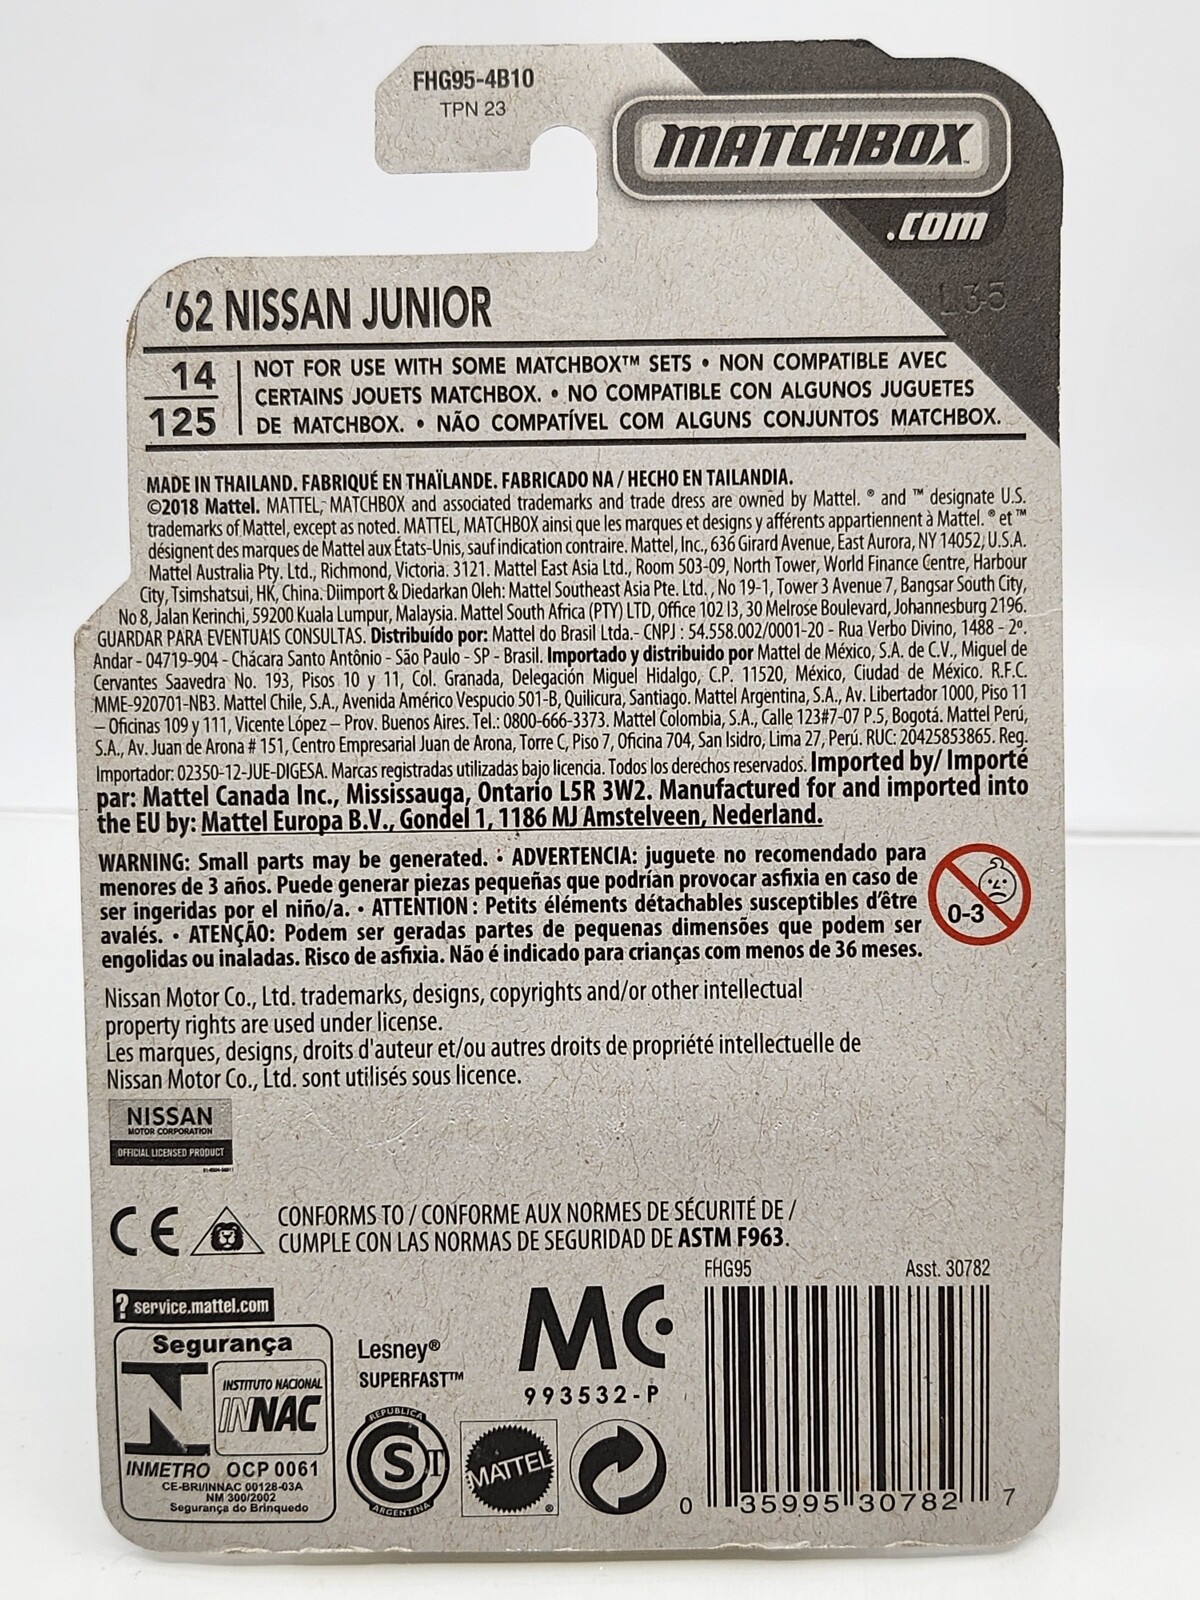 FHG95-4B10
TPN 23
MATCHBOX™
.com
L35
'62 NISSAN JUNIOR
14
125
NOT FOR USE WITH SOME MATCHBOX™ SETS • NON COMPATIBLE AVEC
CERTAINS JOUETS MATCHBOX. • NO COMPATIBLE CON ALGUNOS JUGUETES
DE MATCHBOX. • NÃO COMPATÍVEL COM ALGUNS CONJUNTOS MATCHBOX.
MADE IN THAILAND. FABRIQUÉ EN THAÏLANDE. FABRICADO NA / HECHO EN TAILANDIA.
©2018 Mattel. MATTEL, MATCHBOX and associated trademarks and trade dress are owned by Mattel. ® and ™ designate U.S.
trademarks of Mattel, except as noted. MATTEL, MATCHBOX ainsi que les marques et designs y afférents appartiennent à Mattel. ® et ™
désignent des marques de Mattel aux États-Unis, sauf indication contraire. Mattel, Inc., 636 Girard Avenue, East Aurora, NY 14052, U.S.A.
Mattel Australia Pty. Ltd., Richmond, Victoria. 3121. Mattel East Asia Ltd., Room 503-09, North Tower, World Finance Centre, Harbour
City, Tsimshatsui, HK, China. Diimport & Diedarkan Oleh: Mattel Southeast Asia Pte. Ltd., No 19-1, Tower 3 Avenue 7, Bangsar South City,
No 8, Jalan Kerinchi, 59200 Kuala Lumpur, Malaysia. Mattel South Africa (PTY) LTD, Office 102 I3, 30 Melrose Boulevard, Johannesburg 2196.
GUARDAR PARA EVENTUAIS CONSULTAS. Distribuído por: Mattel do Brasil Ltda.- CNPJ : 54.558.002/0001-20 - Rua Verbo Divino, 1488 - 2º.
Andar - 04719-904 - Chácara Santo Antônio - São Paulo - SP - Brasil. Importado y distribuido por Mattel de México, S.A. de C.V., Miguel de
Cervantes Saavedra No. 193, Pisos 10 y 11, Col. Granada, Delegación Miguel Hidalgo, C.P. 11520, México, Ciudad de México. R.F.C.
MME-920701-NB3. Mattel Chile, S.A., Avenida Américo Vespucio 501-B, Quilicura, Santiago. Mattel Argentina, S.A., Av. Libertador 1000, Piso 11
– Oficinas 109 y 111, Vicente López – Prov. Buenos Aires. Tel.: 0800-666-3373. Mattel Colombia, S.A., Calle 123#7-07 P.5, Bogotá. Mattel Perú,
S.A., Av. Juan de Arona # 151, Centro Empresarial Juan de Arona, Torre C, Piso 7, Oficina 704, San Isidro, Lima 27, Perú. RUC: 20425853865. Reg.
Importador: 02350-12-JUE-DIGESA. Marcas registradas utilizadas bajo licencia. Todos los derechos reservados. Imported by/ Importé
par: Mattel Canada Inc., Mississauga, Ontario L5R 3W2. Manufactured for and imported into
the EU by: Mattel Europa B.V., Gondel 1, 1186 MJ Amstelveen, Nederland.
WARNING: Small parts may be generated. • ADVERTENCIA: juguete no recomendado para
menores de 3 años. Puede generar piezas pequeñas que podrían provocar asfixia en caso de
ser ingeridas por el niño/a. • ATTENTION : Petits éléments détachables susceptibles d'être
avalés. • ATENÇÃO: Podem ser geradas partes de pequenas dimensões que podem ser
engolidas ou inaladas. Risco de asfixia. Não é indicado para crianças com menos de 36 meses.
0-3
Nissan Motor Co., Ltd. trademarks, designs, copyrights and/or other intellectual
property rights are used under license.
Les marques, designs, droits d'auteur et/ou autres droits de propriété intellectuelle de
Nissan Motor Co., Ltd. sont utilisés sous licence.
NISSAN
MOTOR CORPORATION
OFFICIAL LICENSED PRODUCT
CE
CONFORMS TO / CONFORME AUX NORMES DE SÉCURITÉ DE /
CUMPLE CON LAS NORMAS DE SEGURIDAD DE ASTM F963.
FHG95
Asst. 30782
? service.mattel.com
Segurança
INSTITUTO NACIONAL
INNAC
INMETRO OCP 0061
CE-BRI/INNAC 00128-03A
NM 300/2002
Segurança do Brinquedo
Lesney®
SUPERFAST™
MC
993532-P
REPUBLICA
S T
ARGENTINA
MATTEL
®
0 35995 30782 7